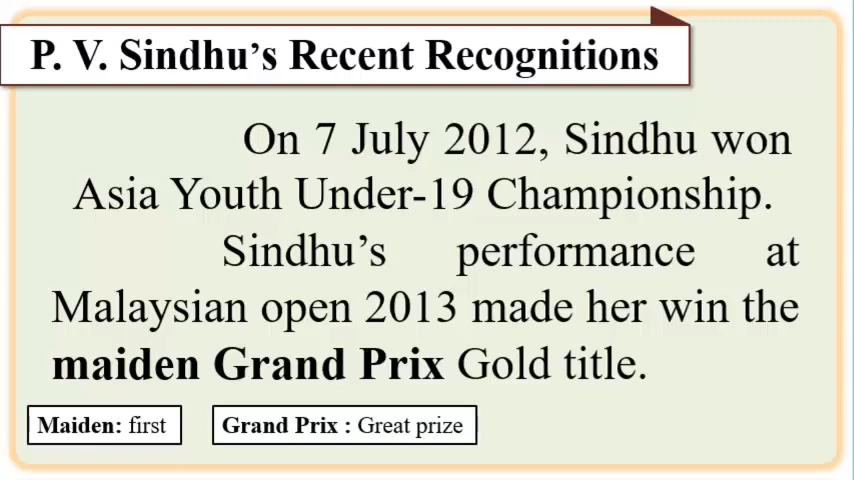 P. V. Sindhu’s Recent Recognitions
On 7 July 2012, Sindhu won
Asia Youth Under-19 Championship.
Sindhu’s performance at
Malaysian open 2013 made her win the
maiden Grand Prix Gold title.
Maiden: first
Grand Prix : Great prize